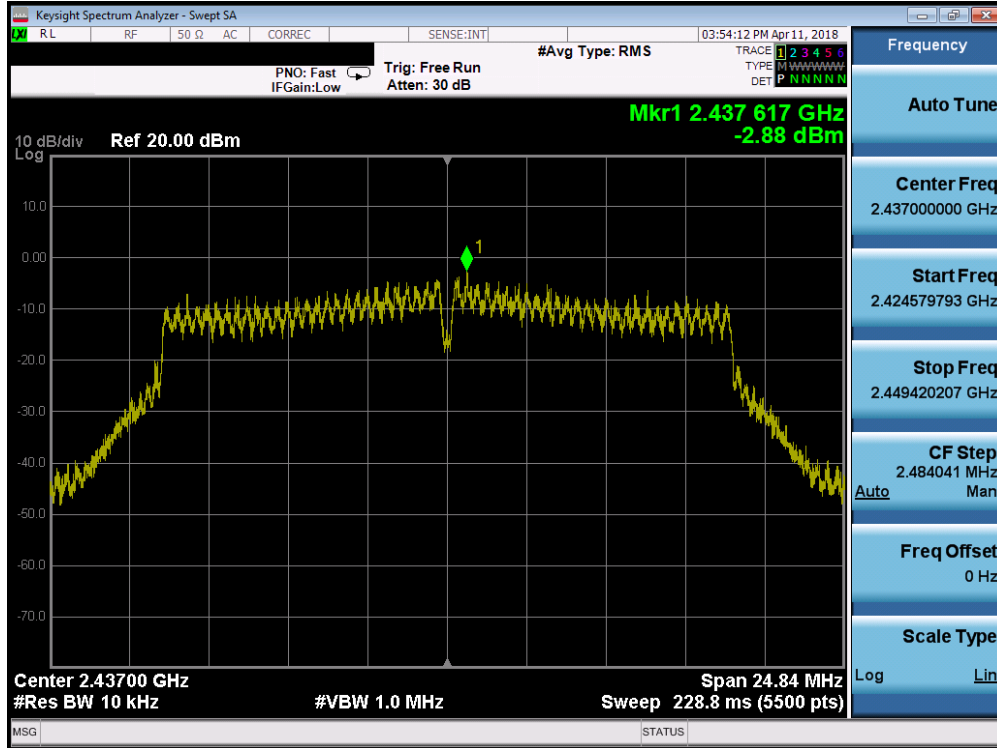 Keysight Spectrum Analyzer - Swept SA
LXI RL RF 50 Ω AC CORREC SENSE:INT 03:54:12 PM Apr 11, 2018
#Avg Type: RMS
TRACE 1 2 3 4 5 6
TYPE M WWWWW
DET P N N N N N
PNO: Fast
IFGain:Low
Trig: Free Run
Atten: 30 dB
Mkr1 2.437 617 GHz
-2.88 dBm
10 dB/div
Log
Ref 20.00 dBm
1
10.0
0.00
-10.0
-20.0
-30.0
-40.0
-50.0
-60.0
-70.0
Center 2.43700 GHz
Span 24.84 MHz
#Res BW 10 kHz
#VBW 1.0 MHz
Sweep 228.8 ms (5500 pts)
MSG
STATUS
Frequency
Auto Tune
Center Freq
2.437000000 GHz
Start Freq
2.424579793 GHz
Stop Freq
2.449420207 GHz
CF Step
2.484041 MHz
Auto Man
Freq Offset
0 Hz
Scale Type
Log Lin